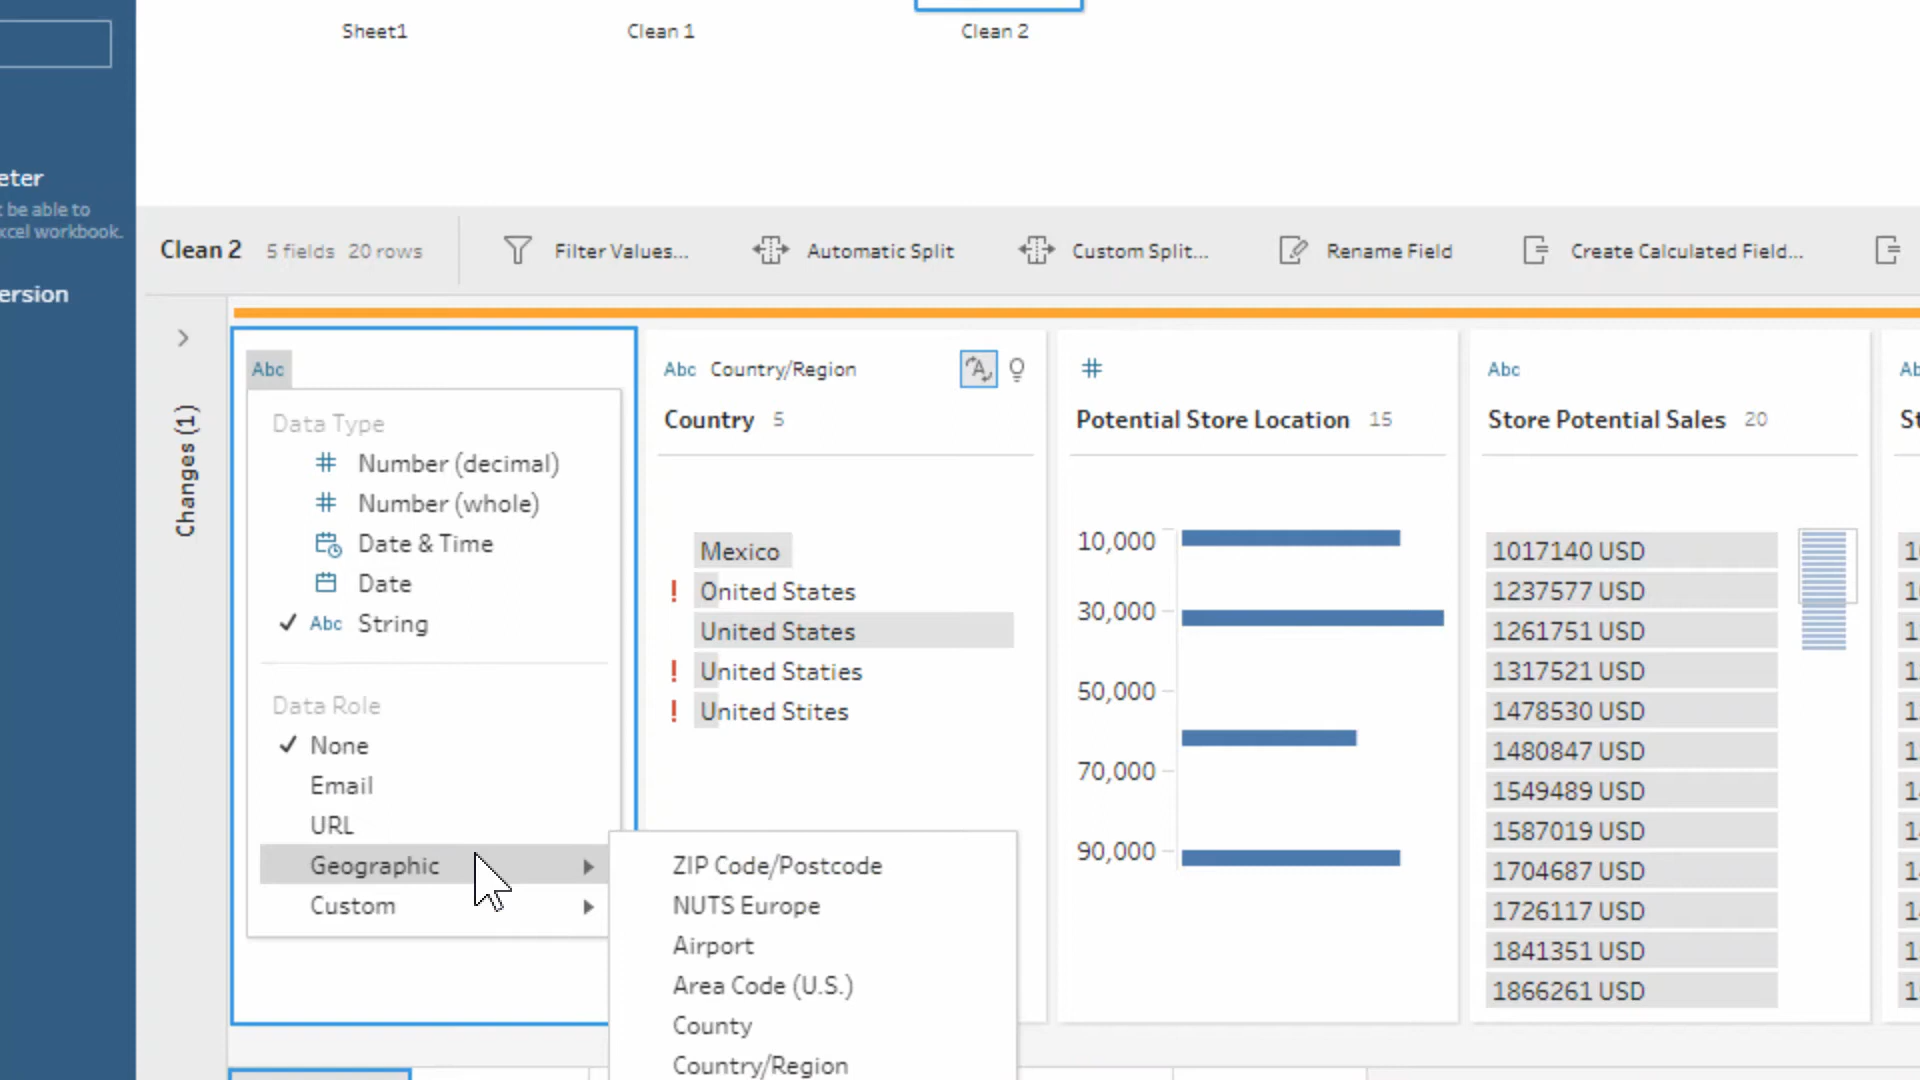 Sheet1
Clean 1
Clean 2
eter
be able to
xcel workbook.
ersion
Clean 2 5 fields 20 rows
Filter Values...
Automatic Split
Custom Split...
Rename Field
Create Calculated Field...
Changes (1)
Abc
Data Type
# Number (decimal)
# Number (whole)
Date & Time
Date
Abc String
Data Role
None
Email
URL
Geographic
Custom
ZIP Code/Postcode
NUTS Europe
Airport
Area Code (U.S.)
County
Country/Region
Abc Country/Region
Country 5
Mexico
! Onited States
United States
! United Staties
! United Stites
#
Potential Store Location 15
10,000
30,000
50,000
70,000
90,000
Abc
Store Potential Sales 20
1017140 USD
1237577 USD
1261751 USD
1317521 USD
1478530 USD
1480847 USD
1549489 USD
1587019 USD
1704687 USD
1726117 USD
1841351 USD
1866261 USD